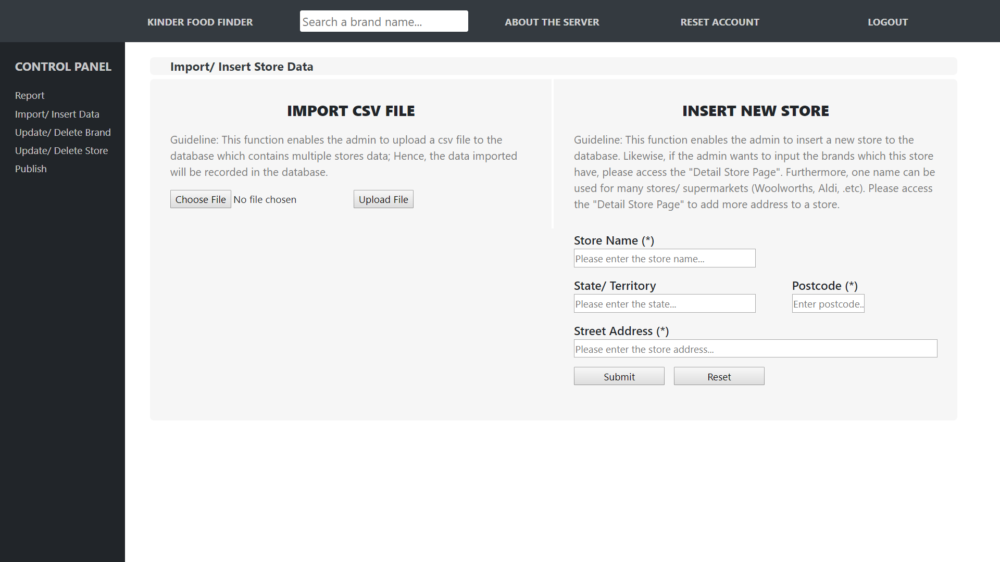 KINDER FOOD FINDER
Search a brand name...
ABOUT THE SERVER
RESET ACCOUNT
LOGOUT
CONTROL PANEL
Report
Import/ Insert Data
Update/ Delete Brand
Update/ Delete Store
Publish
Import/ Insert Store Data
IMPORT CSV FILE
Guideline: This function enables the admin to upload a csv file to the
database which contains multiple stores data; Hence, the data imported
will be recorded in the database.
Choose File No file chosen
Upload File
INSERT NEW STORE
Guideline: This function enables the admin to insert a new store to the
database. Likewise, if the admin wants to input the brands which this store
have, please access the "Detail Store Page". Furthermore, one name can be
used for many stores/ supermarkets (Woolworths, Aldi, .etc). Please access
the "Detail Store Page" to add more address to a store.
Store Name (*)
Please enter the store name...
State/ Territory
Please enter the state...
Postcode (*)
Enter postcode..
Street Address (*)
Please enter the store address...
Submit
Reset